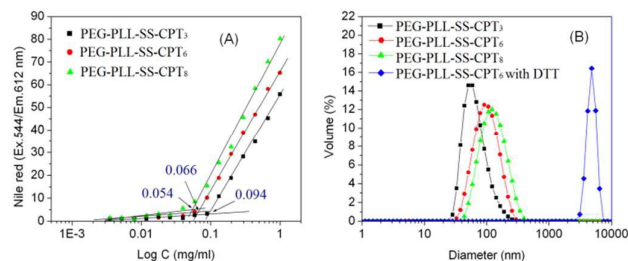 (A)
PEG-PLL-SS-CPT₃
PEG-PLL-SS-CPT₆
PEG-PLL-SS-CPT₈
Nile red (Ex.544/Em.612 nm)
90
80
70
60
50
40
30
20
10
0
0.066
0.054
0.094
1E-3
0.01
0.1
1
Log C (mg/ml)
(B)
PEG-PLL-SS-CPT₃
PEG-PLL-SS-CPT₆
PEG-PLL-SS-CPT₈
PEG-PLL-SS-CPT₆ with DTT
Volume (%)
22
20
18
16
14
12
10
8
6
4
2
0
1
10
100
1000
10000
Diameter (nm)